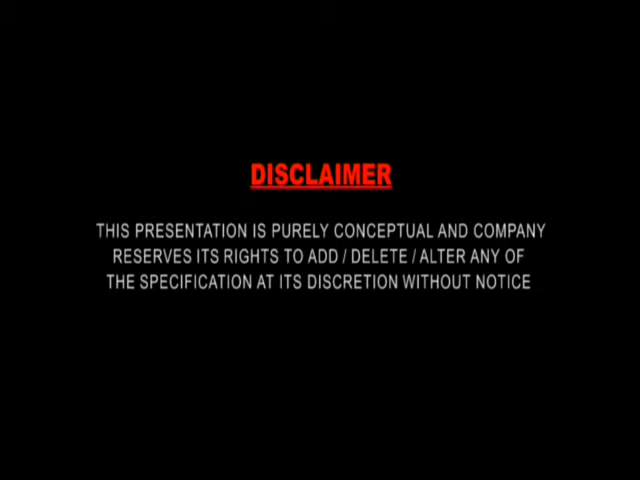 DISCLAIMER
THIS PRESENTATION IS PURELY CONCEPTUAL AND COMPANY
RESERVES ITS RIGHTS TO ADD / DELETE / ALTER ANY OF
THE SPECIFICATION AT ITS DISCRETION WITHOUT NOTICE